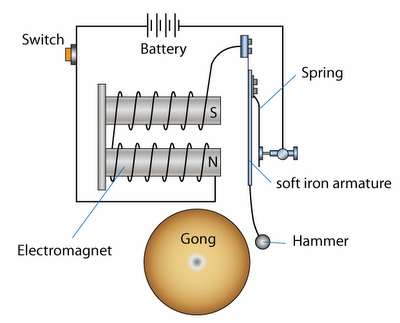 Switch
Battery
Spring
S
N
soft iron armature
Gong
Hammer
Electromagnet